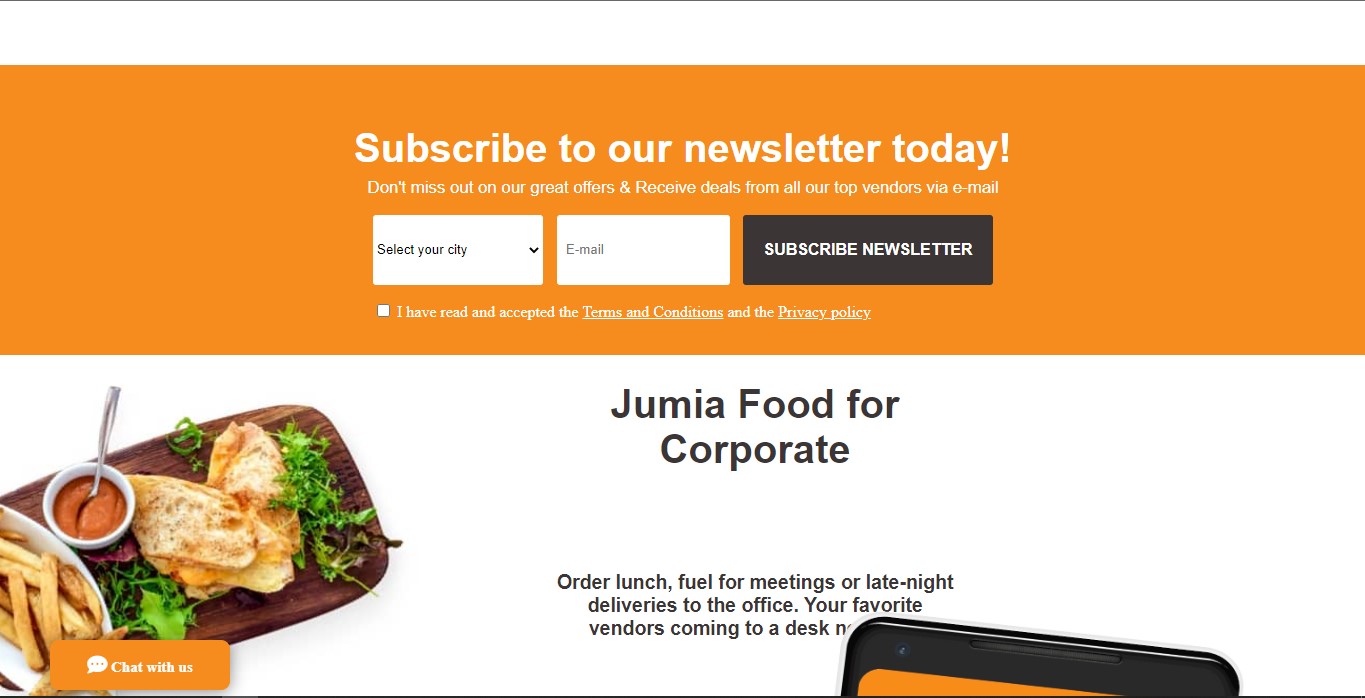 Subscribe to our newsletter today!
Don't miss out on our great offers & Receive deals from all our top vendors via e-mail
Select your city
E-mail
SUBSCRIBE NEWSLETTER
I have read and accepted the Terms and Conditions and the Privacy policy
Jumia Food for
Corporate
Order lunch, fuel for meetings or late-night
deliveries to the office. Your favorite
vendors coming to a desk
Chat with us